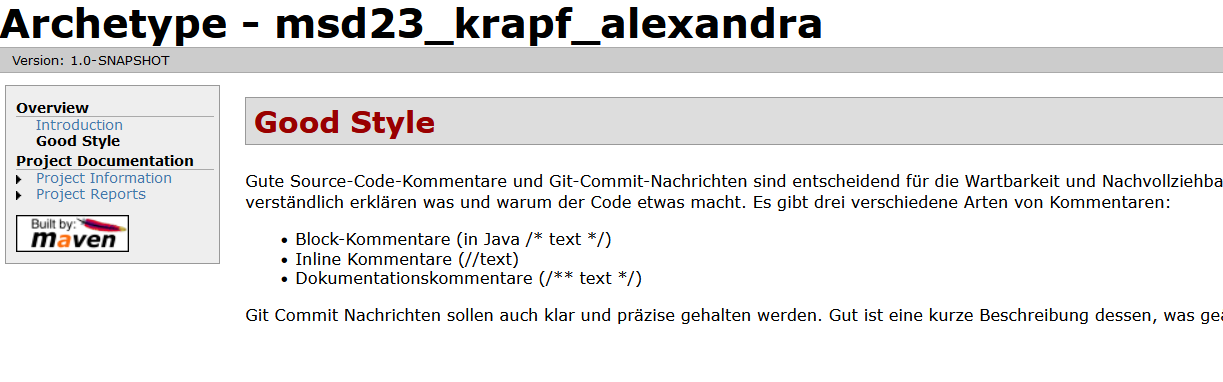 Archetype - msd23_krapf_alexandra
Version: 1.0-SNAPSHOT
Overview
Introduction
Good Style
Project Documentation
Project Information
Project Reports
Built by:
maven
Good Style
Gute Source-Code-Kommentare und Git-Commit-Nachrichten sind entscheidend für die Wartbarkeit und Nachvollziehba
verständlich erklären was und warum der Code etwas macht. Es gibt drei verschiedene Arten von Kommentaren:
• Block-Kommentare (in Java /* text */)
• Inline Kommentare (//text)
• Dokumentationskommentare (/** text */)
Git Commit Nachrichten sollen auch klar und präzise gehalten werden. Gut ist eine kurze Beschreibung dessen, was gea